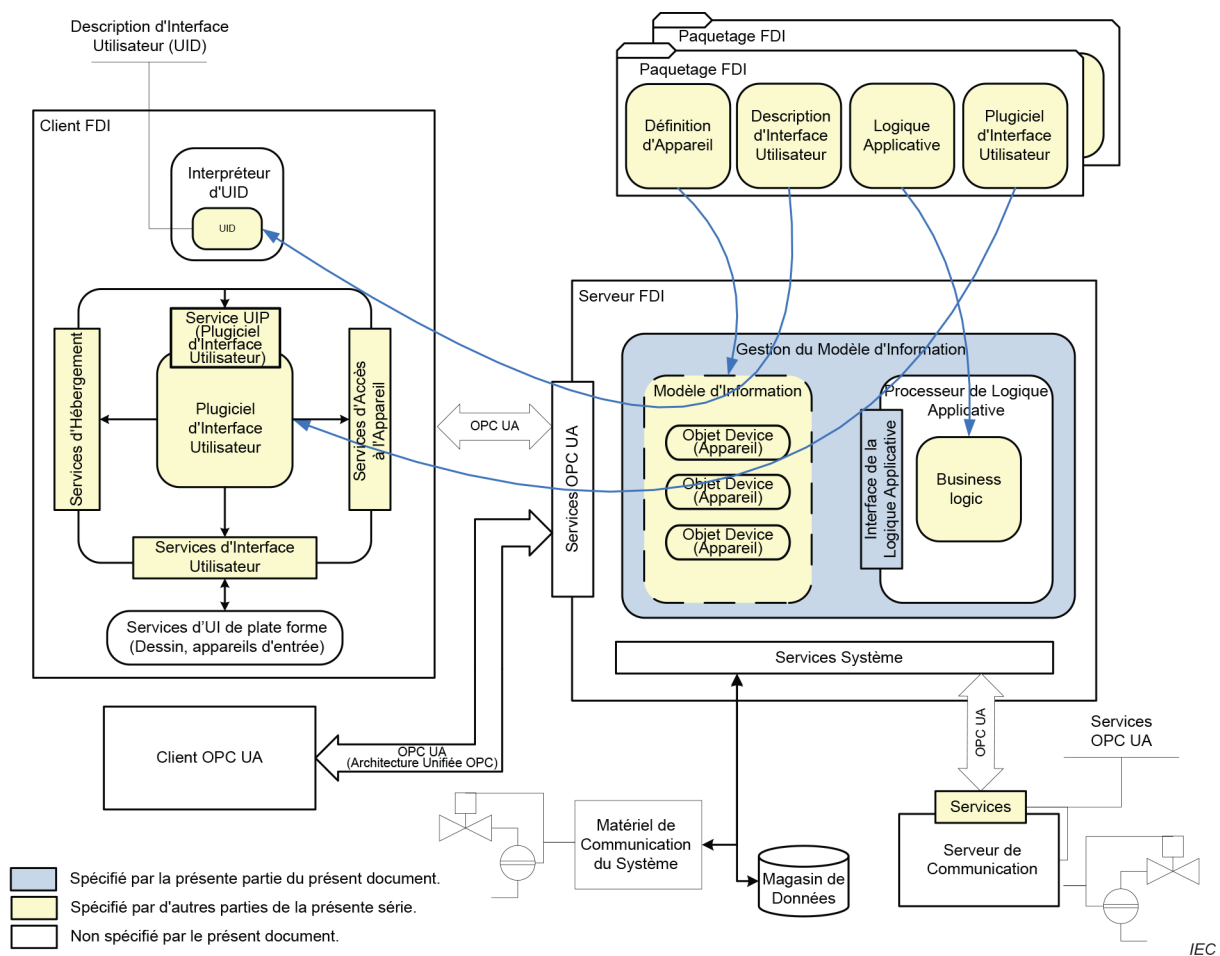 Description d'Interface
Utilisateur (UID)
Paquetage FDI
Paquetage FDI
Définition
d'Appareil
Description
d'Interface
Utilisateur
Logique
Applicative
Plugiciel
d'Interface
Utilisateur
Client FDI
Interpréteur
d'UID
UID
Service UIP
(Plugiciel
d'Interface
Utilisateur)
Services d'Hébergement
Plugiciel
d'Interface
Utilisateur
Services d'Accès
à l'Appareil
Services d'Interface
Utilisateur
Services d'UI de plate forme
(Dessin, appareils d'entrée)
OPC UA
Serveur FDI
Services OPC UA
Gestion du Modèle d'Information
Modèle d'Information
Objet Device
(Appareil)
Objet Device
(Appareil)
Objet Device
(Appareil)
Processeur de Logique
Applicative
Interface de la
Logique Applicative
Business
logic
Services Système
Client OPC UA
OPC UA
(Architecture Unifiée OPC)
OPC UA
Services
OPC UA
Services
Serveur de
Communication
Matériel de
Communication
du Système
Magasin de
Données
Spécifié par la présente partie du présent document.
Spécifié par d'autres parties de la présente série.
Non spécifié par le présent document.
IEC